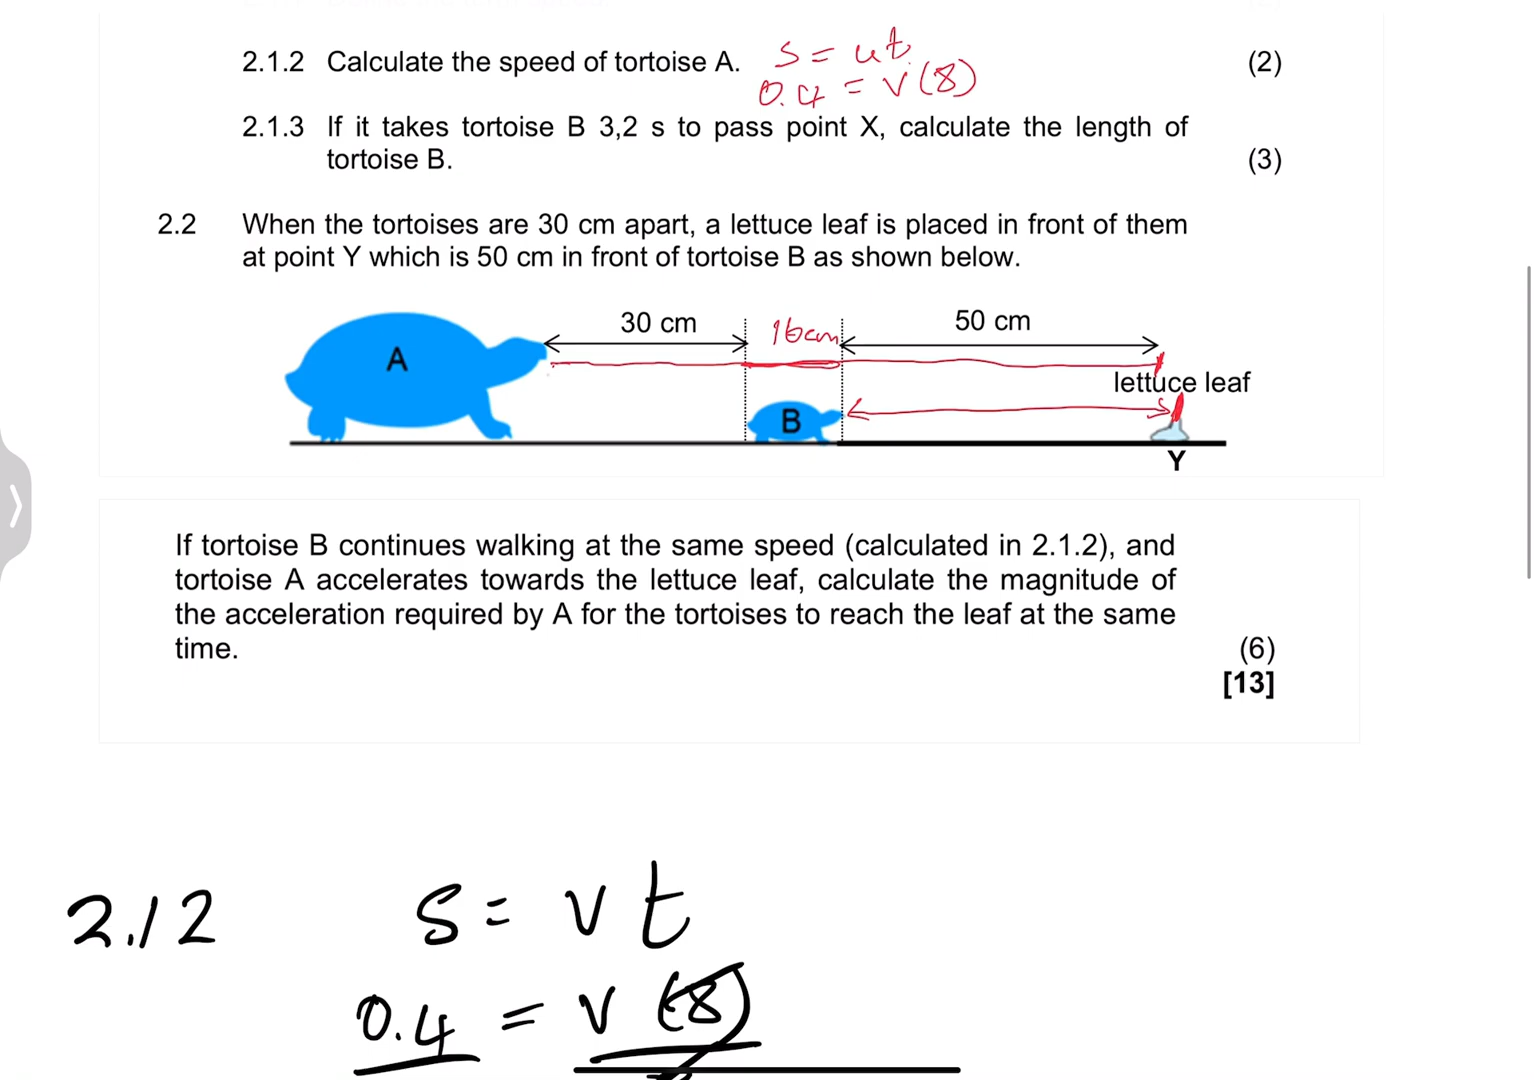 2.1.2 Calculate the speed of tortoise A. (2)
s = ut
0.4 = v(8)
2.1.3 If it takes tortoise B 3,2 s to pass point X, calculate the length of
tortoise B. (3)
2.2 When the tortoises are 30 cm apart, a lettuce leaf is placed in front of them
at point Y which is 50 cm in front of tortoise B as shown below.
30 cm
16cm
50 cm
A
lettuce leaf
B
Y
If tortoise B continues walking at the same speed (calculated in 2.1.2), and
tortoise A accelerates towards the lettuce leaf, calculate the magnitude of
the acceleration required by A for the tortoises to reach the leaf at the same
time. (6)
[13]
2.12 s = vt
0.4 = v(8)